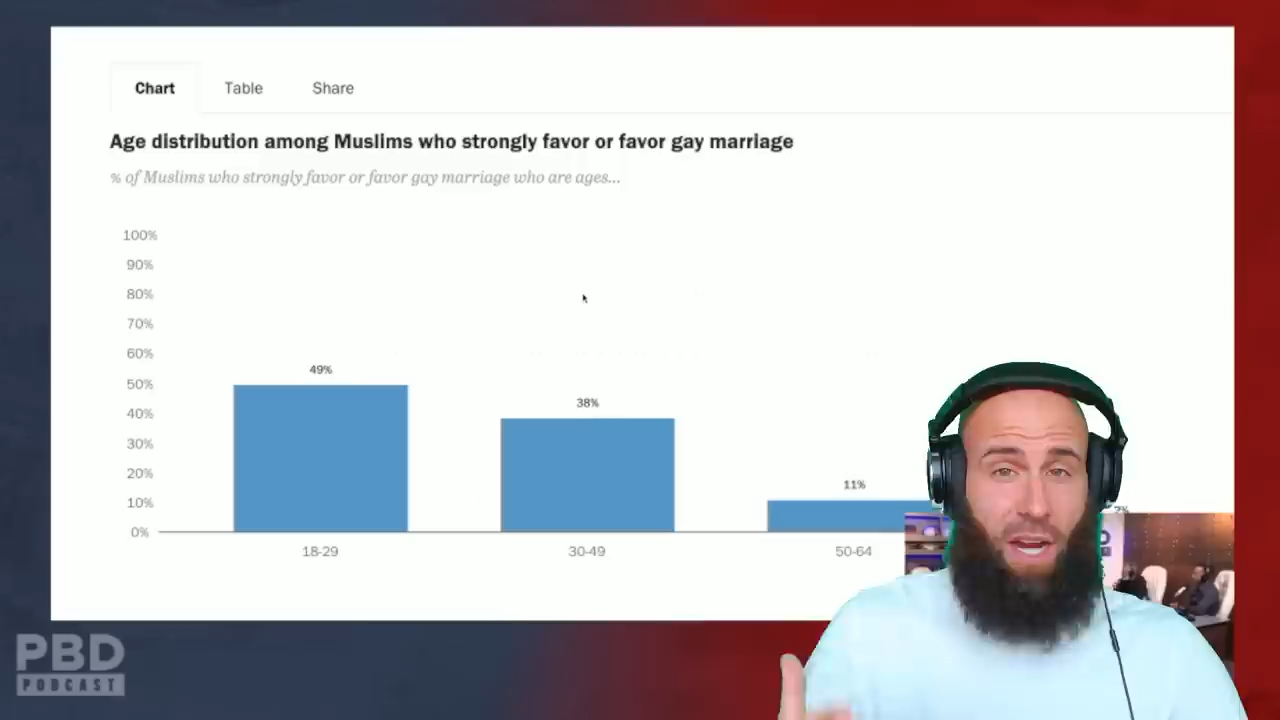 Chart Table Share
Age distribution among Muslims who strongly favor or favor gay marriage
% of Muslims who strongly favor or favor gay marriage who are ages...
100%
90%
80%
70%
60%
50%
40%
30%
20%
10%
0%
49%
38%
11%
2%
18-29 30-49 50-64
PBD
PODCAST